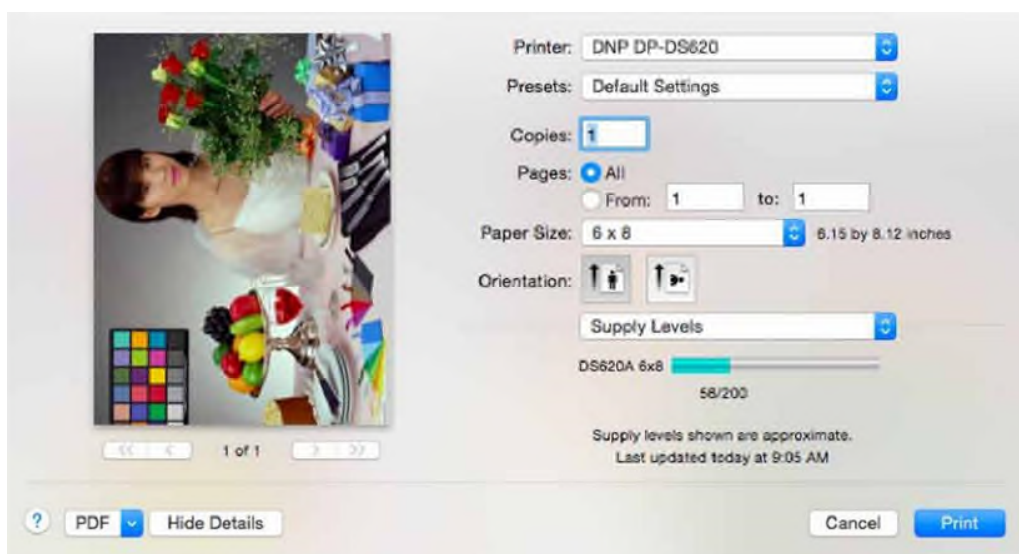 Printer: DNP DP-DS620
Presets: Default Settings
Copies: 1
Pages: All
From: 1 to: 1
Paper Size: 6 x 8 6.15 by 8.12 inches
Orientation:
Supply Levels
DS620A 6x8
58/200
Supply levels shown are approximate.
Last updated today at 9:05 AM
<< < 1 of 1 > >>
? PDF Hide Details Cancel Print